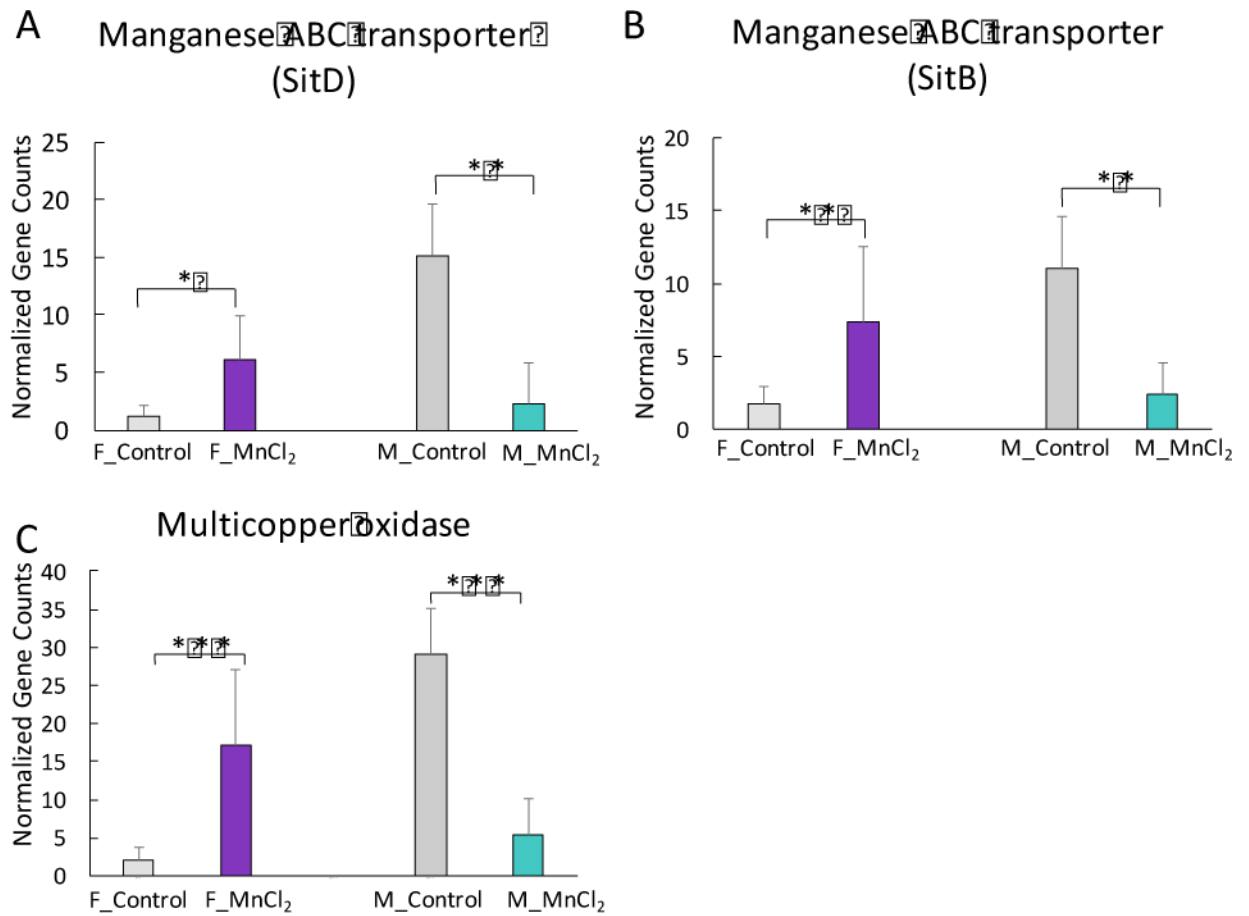 A
Manganese ABC transporter
(SitD)
Normalized Gene Counts
25
20
15
10
5
0
* *
*
F_Control
F_MnCl₂
M_Control
M_MnCl₂
B
Manganese ABC transporter
(SitB)
Normalized Gene Counts
20
15
10
5
0
* *
* *
F_Control
F_MnCl₂
M_Control
M_MnCl₂
C
Multicopper oxidase
Normalized Gene Counts
40
35
30
25
20
15
10
5
0
* * *
* * *
F_Control
F_MnCl₂
M_Control
M_MnCl₂